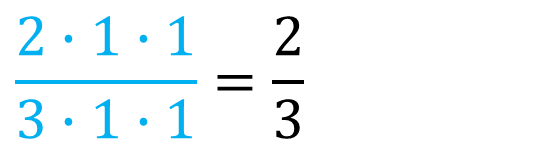 2 · 1 · 1 / 3 · 1 · 1 = 2 / 3